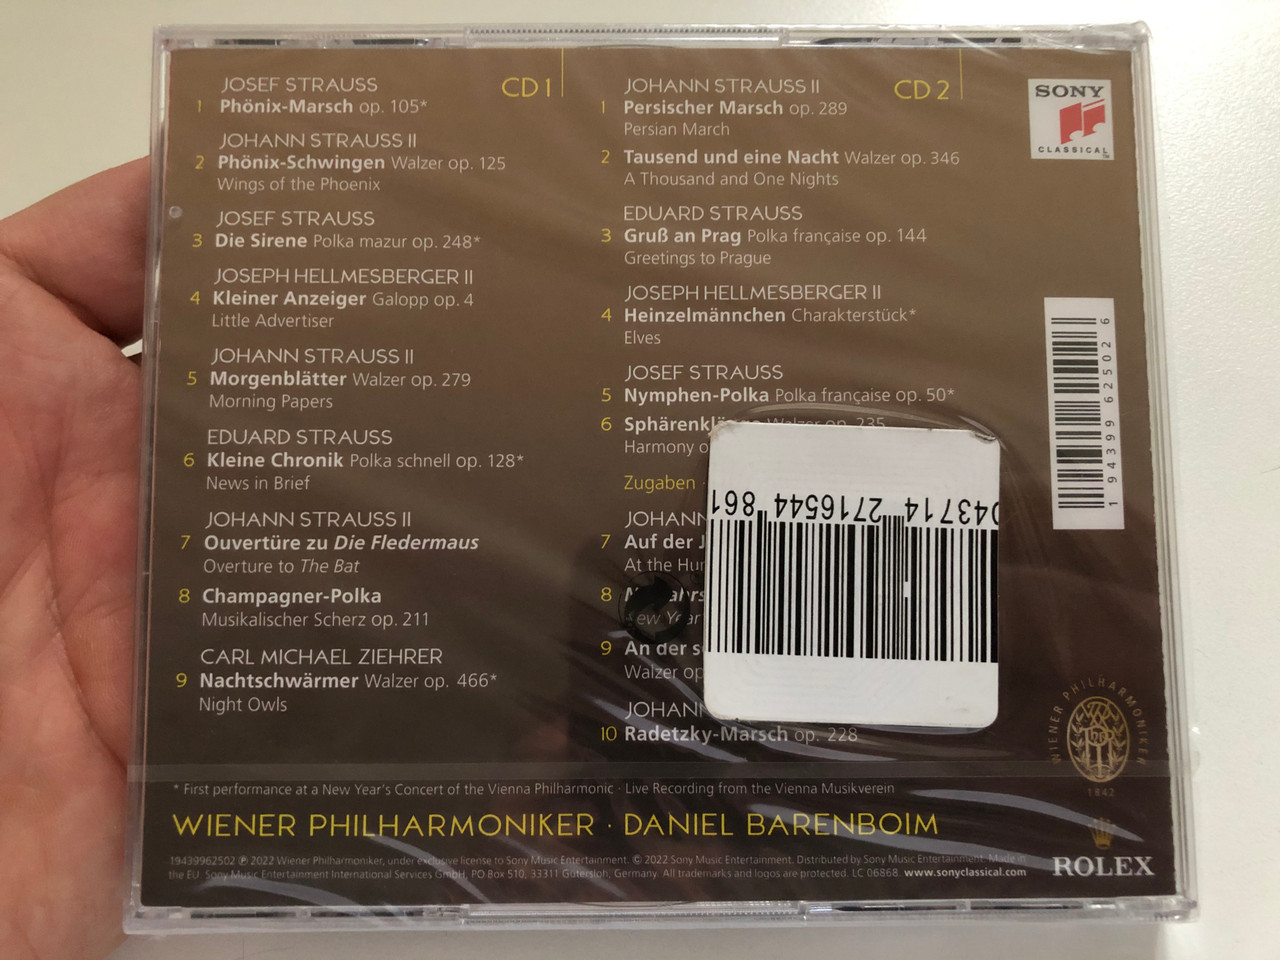 CD 1
JOSEF STRAUSS
1 Phönix-Marsch op. 105*
JOHANN STRAUSS II
2 Phönix-Schwingen Walzer op. 125
Wings of the Phoenix
JOSEF STRAUSS
3 Die Sirene Polka mazur op. 248*
JOSEPH HELLMESBERGER II
4 Kleiner Anzeiger Galopp op. 4
Little Advertiser
JOHANN STRAUSS II
5 Morgenblätter Walzer op. 279
Morning Papers
EDUARD STRAUSS
6 Kleine Chronik Polka schnell op. 128*
News in Brief
JOHANN STRAUSS II
7 Ouvertüre zu Die Fledermaus
Overture to The Bat
8 Champagner-Polka
Musikalischer Scherz op. 211
CARL MICHAEL ZIEHRER
9 Nachtschwärmer Walzer op. 466*
Night Owls
CD 2
JOHANN STRAUSS II
1 Persischer Marsch op. 289
Persian March
2 Tausend und eine Nacht Walzer op. 346
A Thousand and One Nights
EDUARD STRAUSS
3 Gruß an Prag Polka française op. 144
Greetings to Prague
JOSEPH HELLMESBERGER II
4 Heinzelmännchen Charakterstück*
Elves
JOSEF STRAUSS
5 Nymphen-Polka Polka française op. 50*
6 Walzer op. 235
Harmony
Zugaben
JOHANN
7 Auf der
At the
8
New Year
9 An der
Walzer
JOHANN
10 Radetzky-Marsch op. 228
SONY
CLASSICAL
1 94399 62502 6
043714 2716544 861
WIENER PHILHARMONIKER
1842
* First performance at a New Year's Concert of the Vienna Philharmonic · Live Recording from the Vienna Musikverein
WIENER PHILHARMONIKER · DANIEL BARENBOIM
19439962502 ℗ 2022 Wiener Philharmoniker, under exclusive license to Sony Music Entertainment. © 2022 Sony Music Entertainment. Distributed by Sony Music Entertainment. Made in
the EU. Sony Music Entertainment International Services GmbH, PO Box 510, 33311 Gütersloh, Germany. All trademarks and logos are protected. LC 06868. www.sonyclassical.com
ROLEX